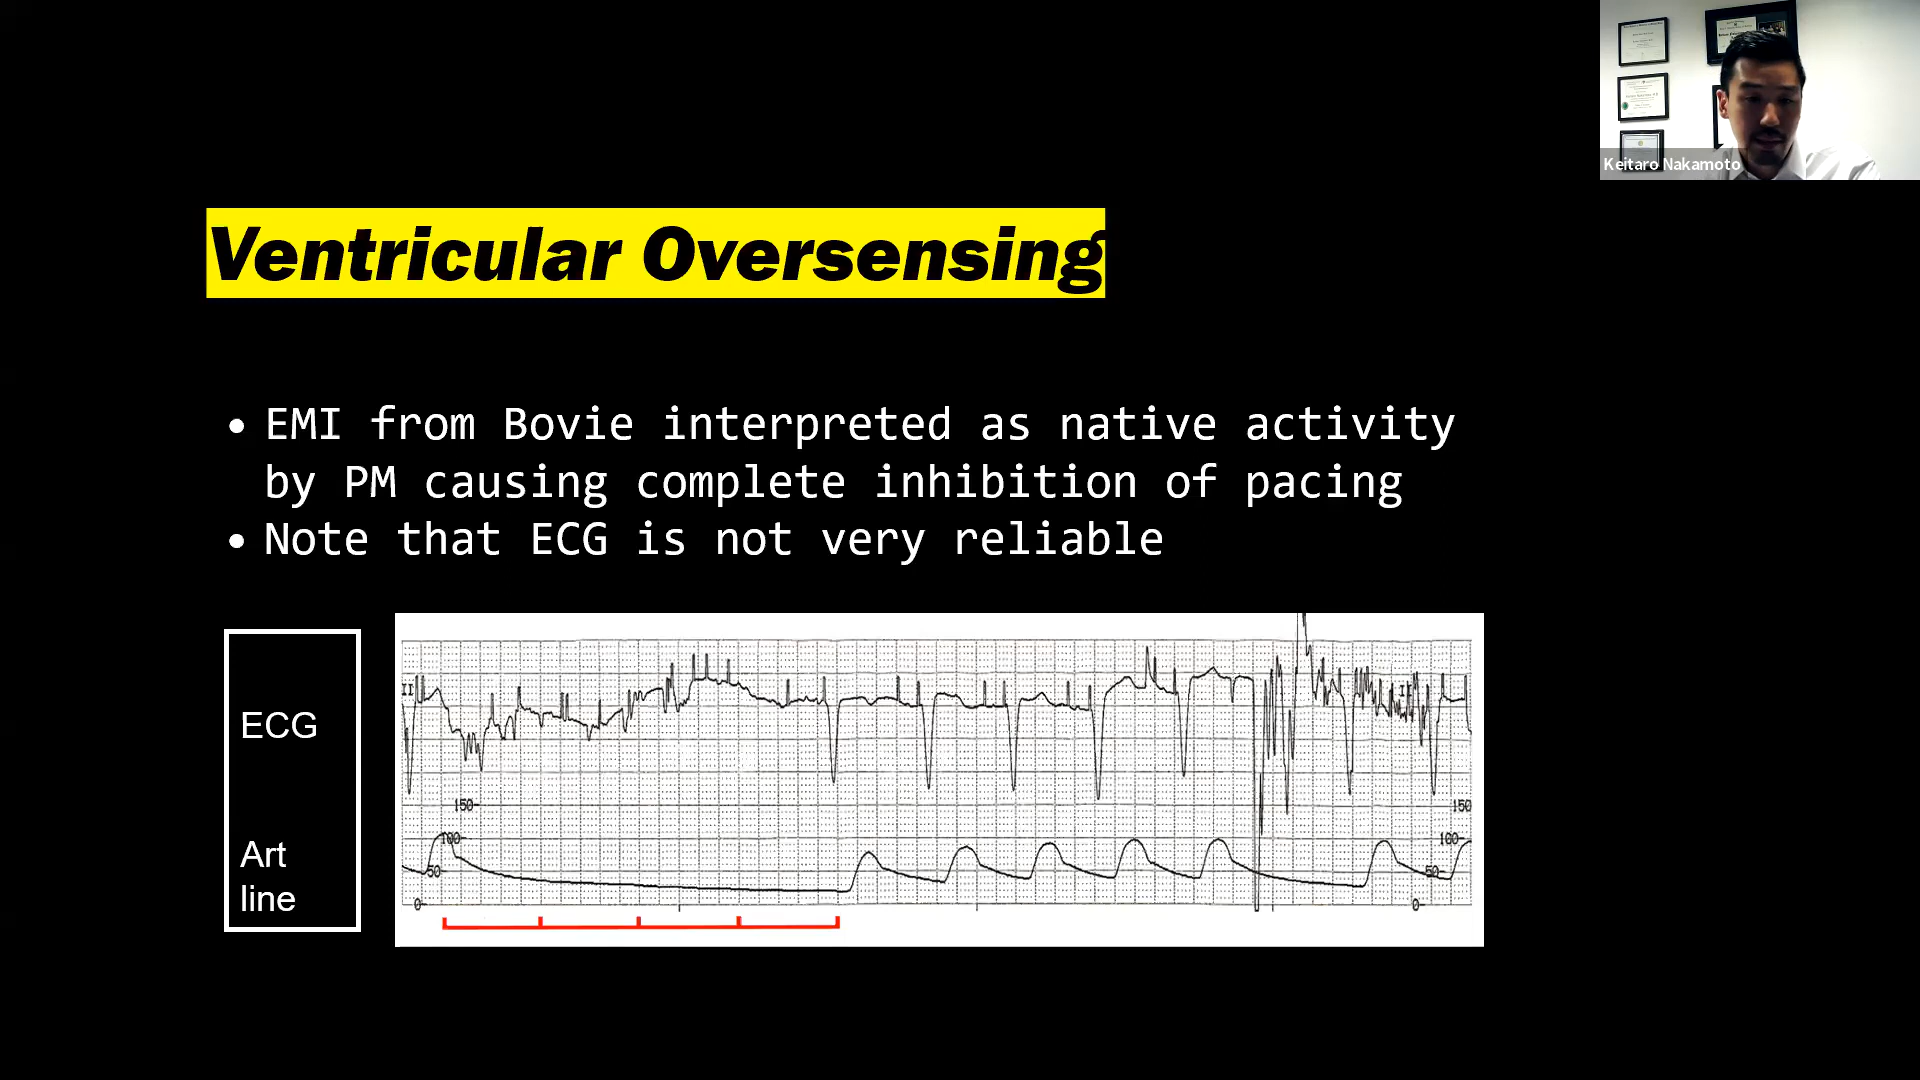 Keitaro Nakamoto
Ventricular Oversensing
• EMI from Bovie interpreted as native activity
by PM causing complete inhibition of pacing
• Note that ECG is not very reliable
ECG
Art
line
II
II
150-
150
100-
100-
50-
50-
0-
0-